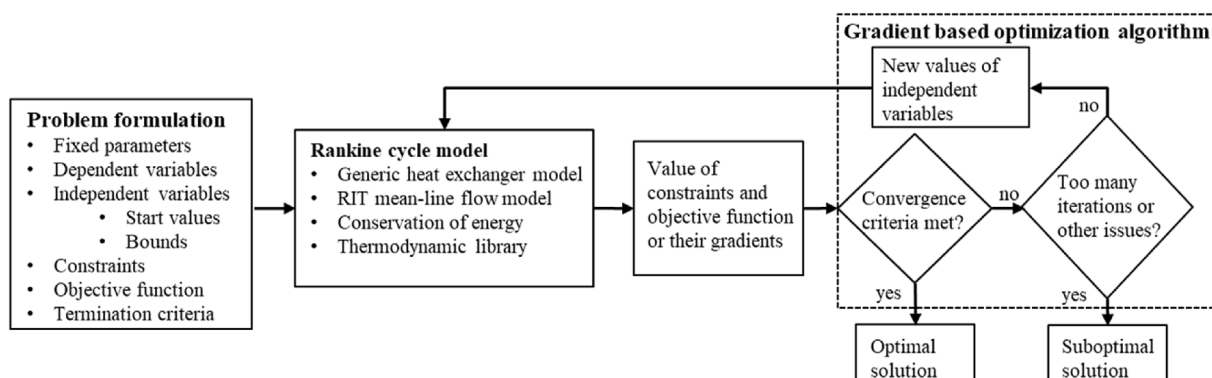 Problem formulation
• Fixed parameters
• Dependent variables
• Independent variables
• Start values
• Bounds
• Constraints
• Objective function
• Termination criteria
Rankine cycle model
• Generic heat exchanger model
• RIT mean-line flow model
• Conservation of energy
• Thermodynamic library
Value of
constraints and
objective function
or their gradients
Gradient based optimization algorithm
New values of
independent
variables
Convergence
criteria met?
no
Too many
iterations or
other issues?
no
yes
yes
Optimal
solution
Suboptimal
solution